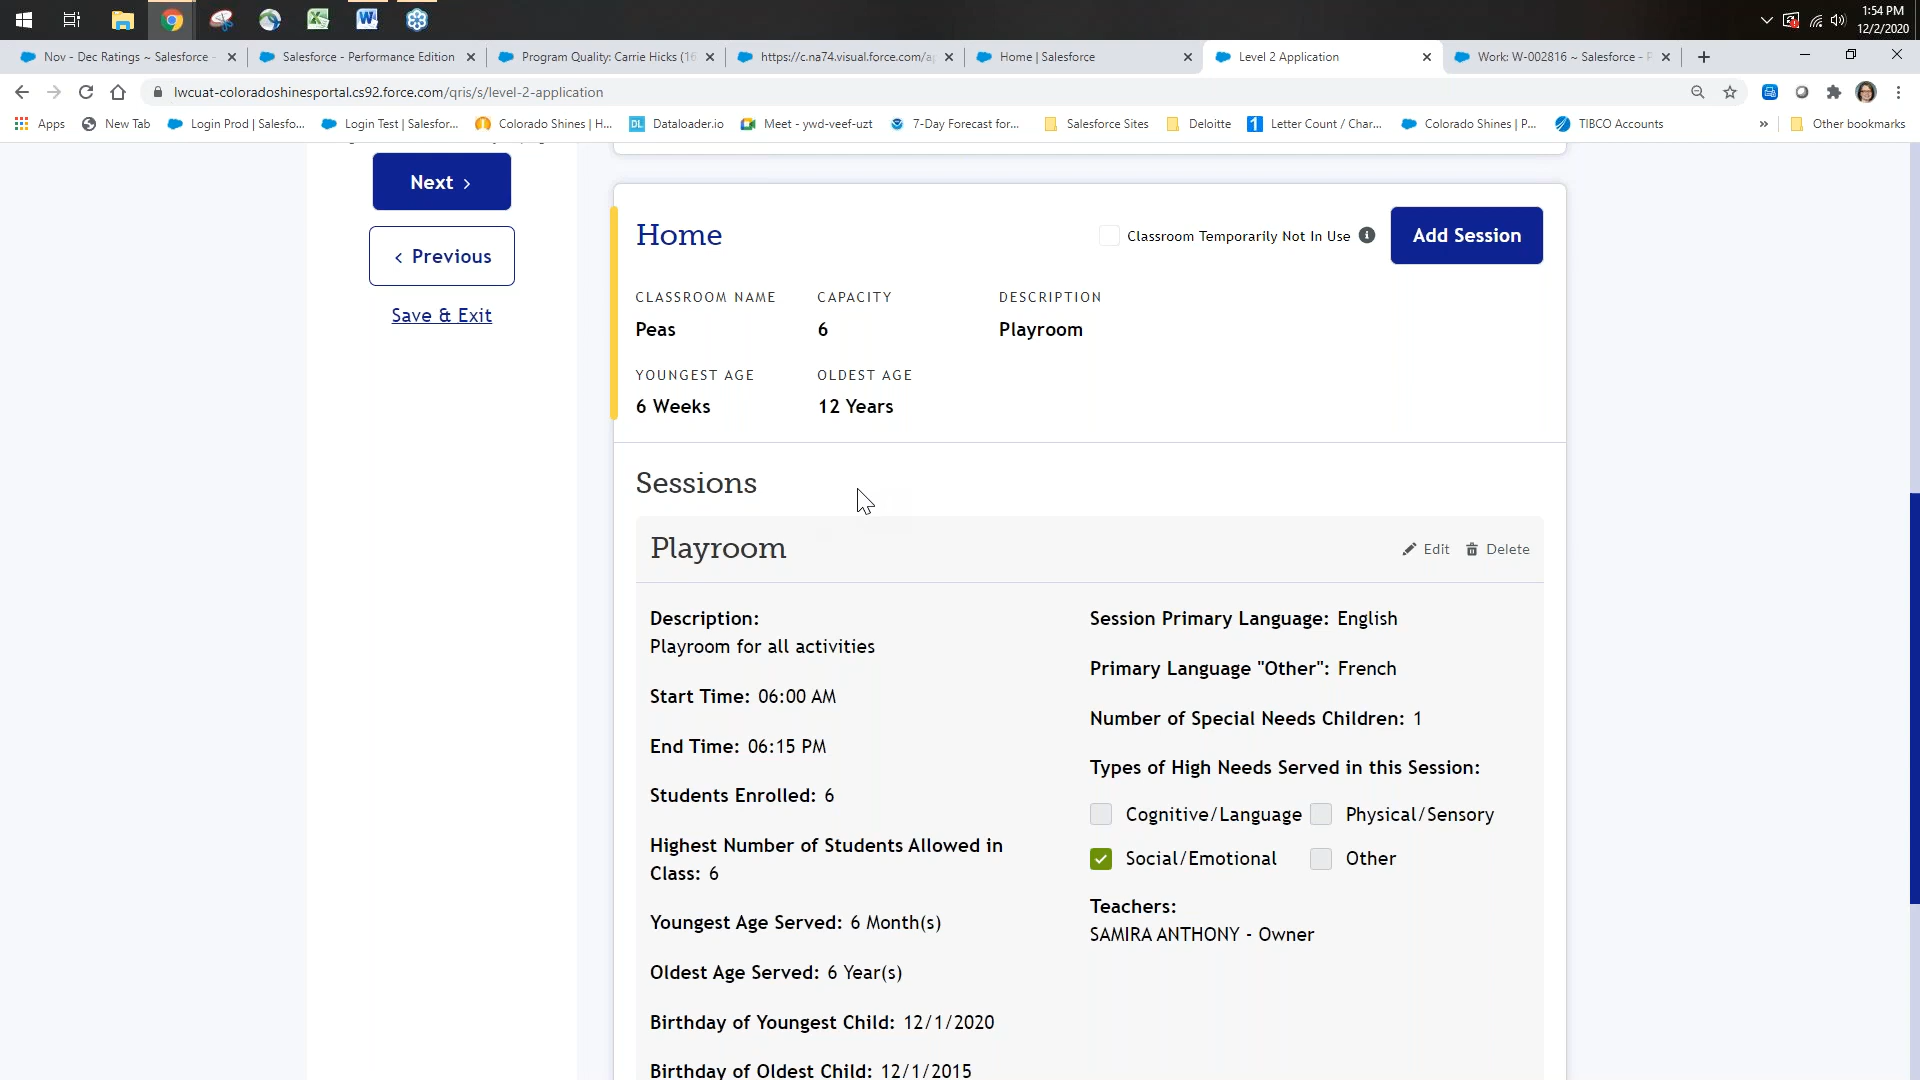 1:54 PM
12/2/2020
Nov - Dec Ratings ~ Salesforce -
Salesforce - Performance Edition
Program Quality: Carrie Hicks (16
https://c.na74.visual.force.com/a
Home | Salesforce
Level 2 Application
Work: W-002816 ~ Salesforce - P
lwcuat-coloradoshinesportal.cs92.force.com/qris/s/level-2-application
Apps
New Tab
Login Prod | Salesfo...
Login Test | Salesfor...
Colorado Shines | H...
DL Dataloader.io
Meet - ywd-veef-uzt
7-Day Forecast for...
Salesforce Sites
Deloitte
1 Letter Count / Char...
Colorado Shines | P...
TIBCO Accounts
»
Other bookmarks
Next ›
‹ Previous
Save & Exit
Home
Classroom Temporarily Not In Use
Add Session
CLASSROOM NAME CAPACITY DESCRIPTION
Peas 6 Playroom
YOUNGEST AGE OLDEST AGE
6 Weeks 12 Years
Sessions
Playroom
Edit Delete
Description:
Playroom for all activities
Start Time: 06:00 AM
End Time: 06:15 PM
Students Enrolled: 6
Highest Number of Students Allowed in
Class: 6
Youngest Age Served: 6 Month(s)
Oldest Age Served: 6 Year(s)
Birthday of Youngest Child: 12/1/2020
Birthday of Oldest Child: 12/1/2015
Session Primary Language: English
Primary Language "Other": French
Number of Special Needs Children: 1
Types of High Needs Served in this Session:
Cognitive/Language Physical/Sensory
Social/Emotional Other
Teachers:
SAMIRA ANTHONY - Owner